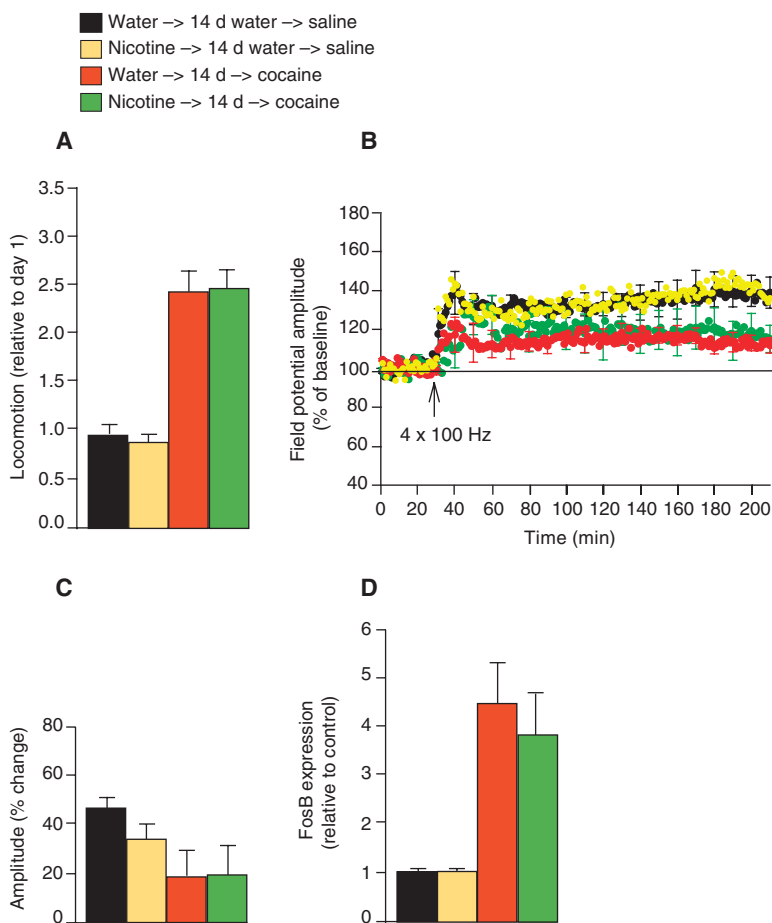 Water –> 14 d water –> saline
Nicotine –> 14 d water –> saline
Water –> 14 d –> cocaine
Nicotine –> 14 d –> cocaine
A
Locomotion (relative to day 1)
3.5
3.0
2.5
2.0
1.5
1.0
0.5
0.0
B
Field potential amplitude
(% of baseline)
180
160
140
120
100
80
60
40
4 x 100 Hz
0 20 40 60 80 100 120 140 160 180 200
Time (min)
C
Amplitude (% change)
80
60
40
20
0
D
FosB expression
(relative to control)
6
5
4
3
2
1
0